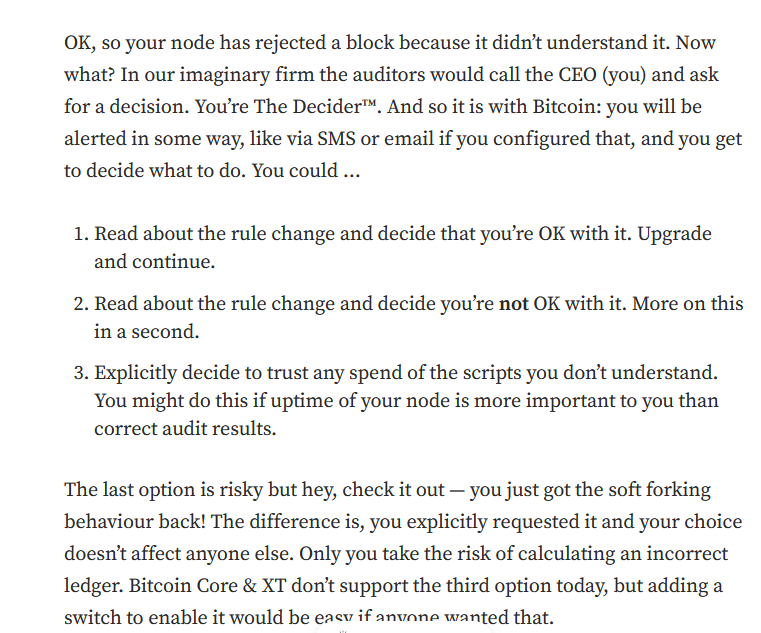 OK, so your node has rejected a block because it didn’t understand it. Now
what? In our imaginary firm the auditors would call the CEO (you) and ask
for a decision. You’re The Decider™. And so it is with Bitcoin: you will be
alerted in some way, like via SMS or email if you configured that, and you get
to decide what to do. You could …
1. Read about the rule change and decide that you’re OK with it. Upgrade
and continue.
2. Read about the rule change and decide you’re not OK with it. More on this
in a second.
3. Explicitly decide to trust any spend of the scripts you don’t understand.
You might do this if uptime of your node is more important to you than
correct audit results.
The last option is risky but hey, check it out — you just got the soft forking
behaviour back! The difference is, you explicitly requested it and your choice
doesn’t affect anyone else. Only you take the risk of calculating an incorrect
ledger. Bitcoin Core & XT don’t support the third option today, but adding a
switch to enable it would be easy if anyone wanted that.